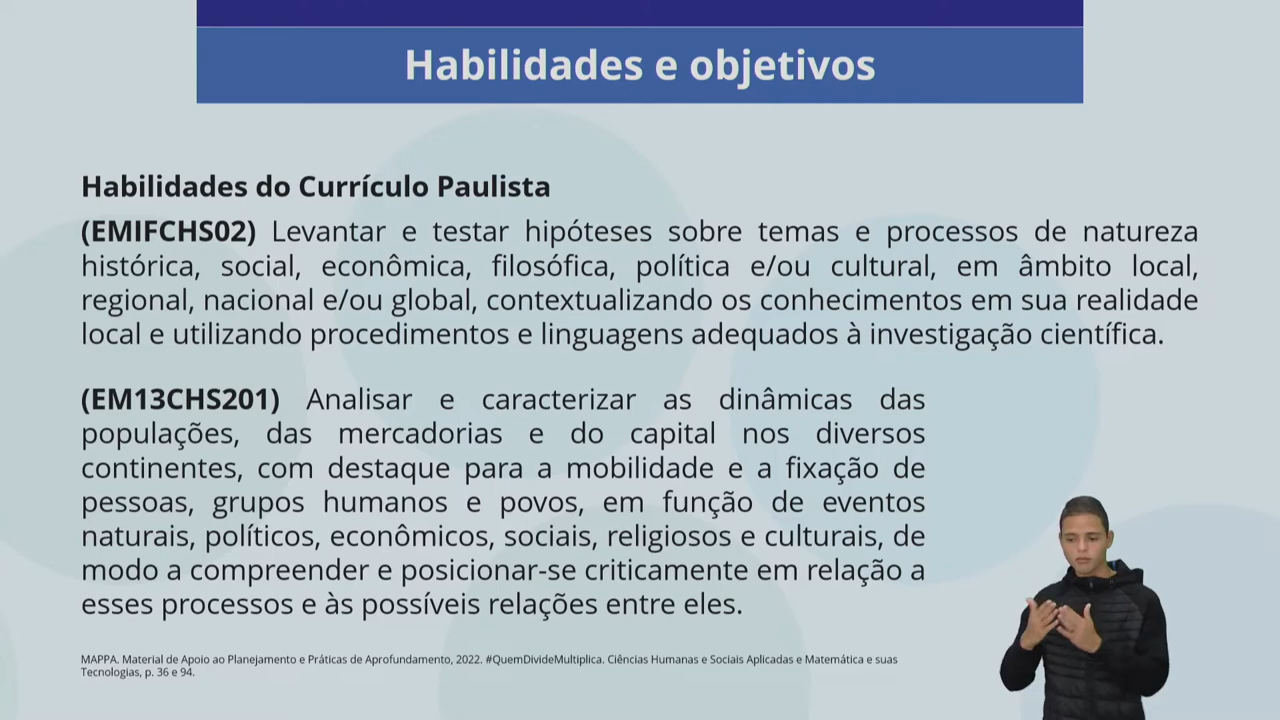 Habilidades e objetivos
Habilidades do Currículo Paulista
(EMIFCHS02) Levantar e testar hipóteses sobre temas e processos de natureza
histórica, social, econômica, filosófica, política e/ou cultural, em âmbito local,
regional, nacional e/ou global, contextualizando os conhecimentos em sua realidade
local e utilizando procedimentos e linguagens adequados à investigação científica.
(EM13CHS201) Analisar e caracterizar as dinâmicas das
populações, das mercadorias e do capital nos diversos
continentes, com destaque para a mobilidade e a fixação de
pessoas, grupos humanos e povos, em função de eventos
naturais, políticos, econômicos, sociais, religiosos e culturais, de
modo a compreender e posicionar-se criticamente em relação a
esses processos e às possíveis relações entre eles.
MAPPA. Material de Apoio ao Planejamento e Práticas de Aprofundamento, 2022. #QuemDivideMultiplica. Ciências Humanas e Sociais Aplicadas e Matemática e suas
Tecnologias, p. 36 e 94.